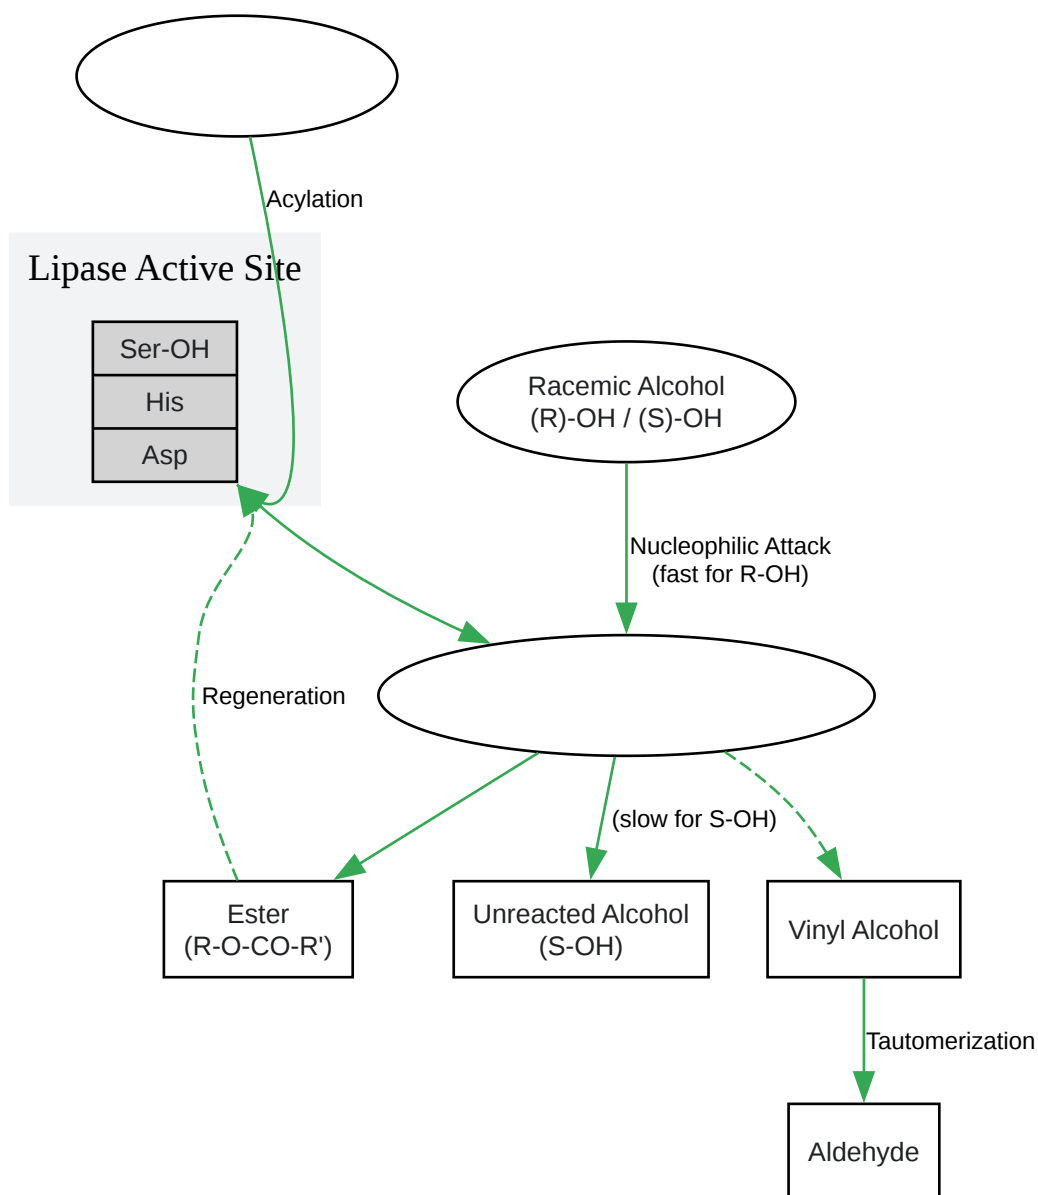 Acylation
Lipase Active Site
Ser-OH
His
Asp
Racemic Alcohol
(R)-OH / (S)-OH
Nucleophilic Attack
(fast for R-OH)
Regeneration
(slow for S-OH)
Ester
(R-O-CO-R')
Unreacted Alcohol
(S-OH)
Vinyl Alcohol
Tautomerization
Aldehyde